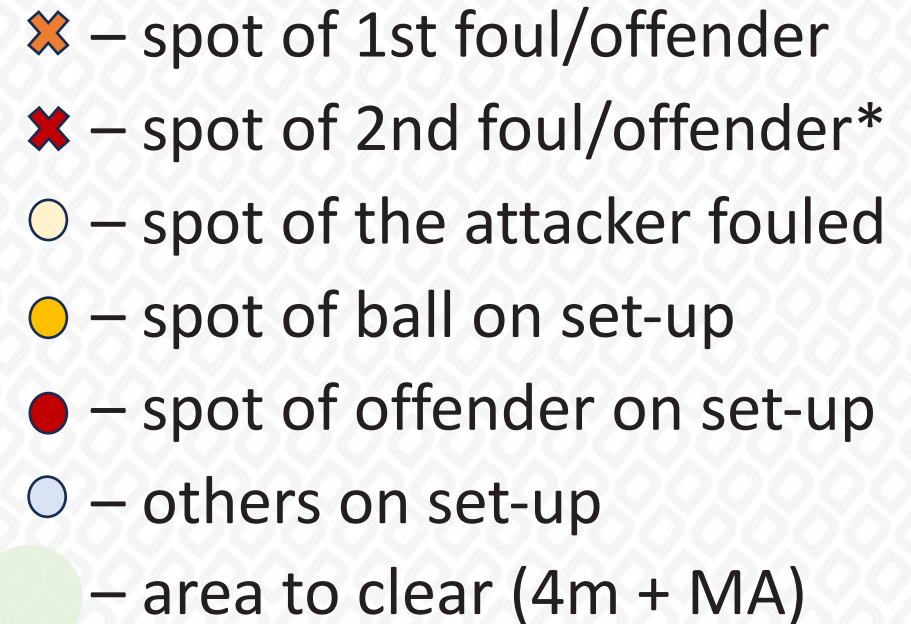 – spot of 1st foul/offender
– spot of 2nd foul/offender*
– spot of the attacker fouled
– spot of ball on set-up
– spot of offender on set-up
– others on set-up
– area to clear (4m + MA)